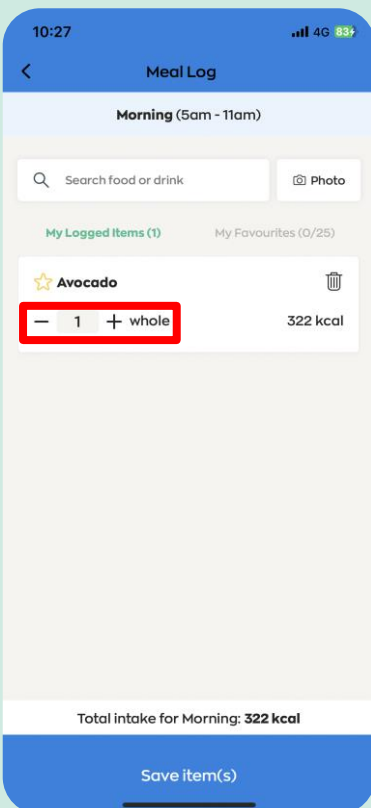 10:27 4G 83
Meal Log
Morning (5am - 11am)
Search food or drink Photo
My Logged Items (1) My Favourites (0/25)
Avocado
— 1 + whole 322 kcal
Total intake for Morning: 322 kcal
Save item(s)